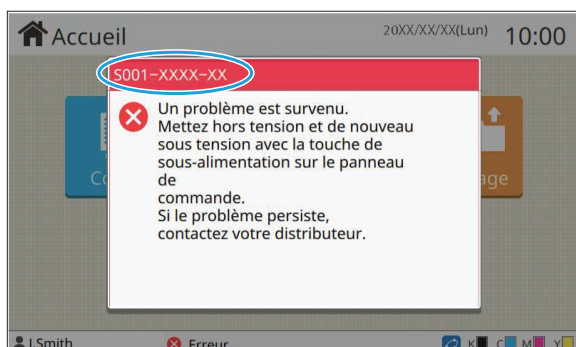 Accueil
20XX/XX/XX(Lun)
10:00
S001-XXXX-XX
Un problème est survenu.
Mettez hors tension et de nouveau
sous tension avec la touche de
sous-alimentation sur le panneau
de
commande.
Si le problème persiste,
contactez votre distributeur.
J.Smith
Erreur
K C M Y